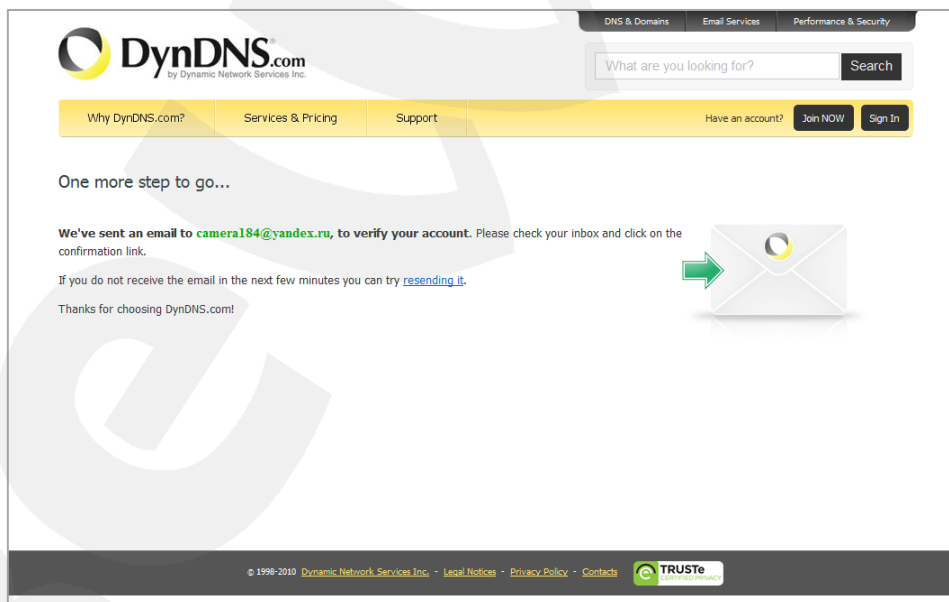 DNS & Domains Email Services Performance & Security
DynDNS.com
by Dynamic Network Services Inc.
What are you looking for? Search
Why DynDNS.com? Services & Pricing Support Have an account? Join NOW Sign In
One more step to go...
We've sent an email to camera184@yandex.ru, to verify your account. Please check your inbox and click on the
confirmation link.
If you do not receive the email in the next few minutes you can try resending it.
Thanks for choosing DynDNS.com!
© 1998-2010 Dynamic Network Services Inc. - Legal Notices - Privacy Policy - Contacts
TRUSTe
CERTIFIED PRIVACY